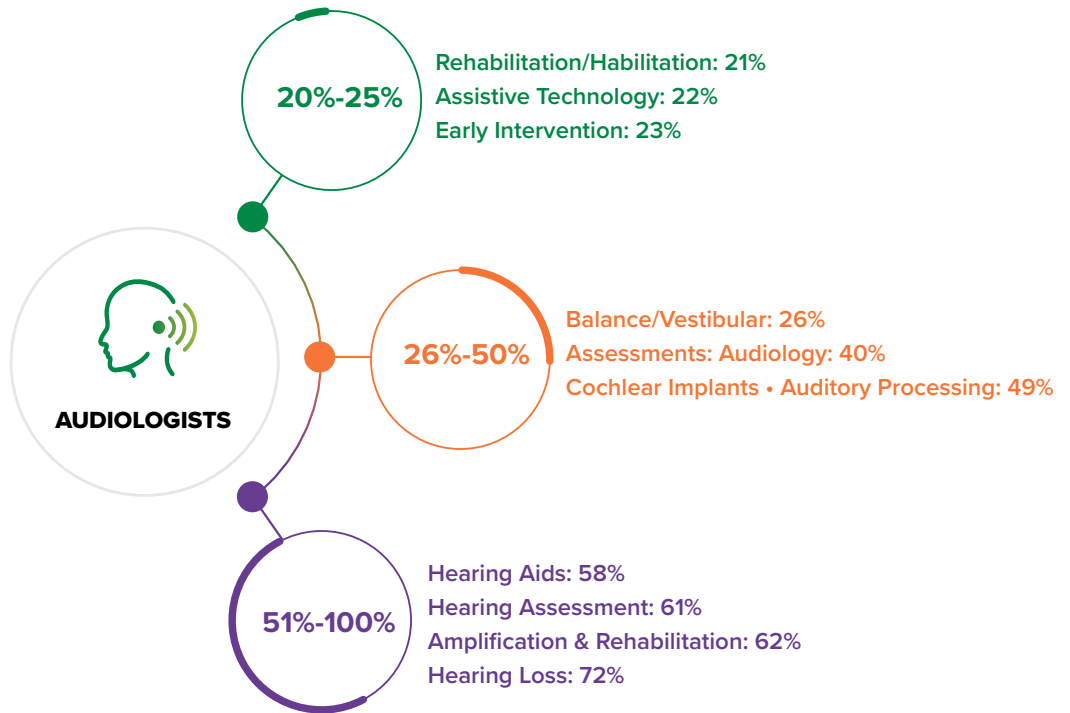 20%-25%
Rehabilitation/Habilitation: 21%
Assistive Technology: 22%
Early Intervention: 23%
AUDIOLOGISTS
26%-50%
Balance/Vestibular: 26%
Assessments: Audiology: 40%
Cochlear Implants • Auditory Processing: 49%
51%-100%
Hearing Aids: 58%
Hearing Assessment: 61%
Amplification & Rehabilitation: 62%
Hearing Loss: 72%